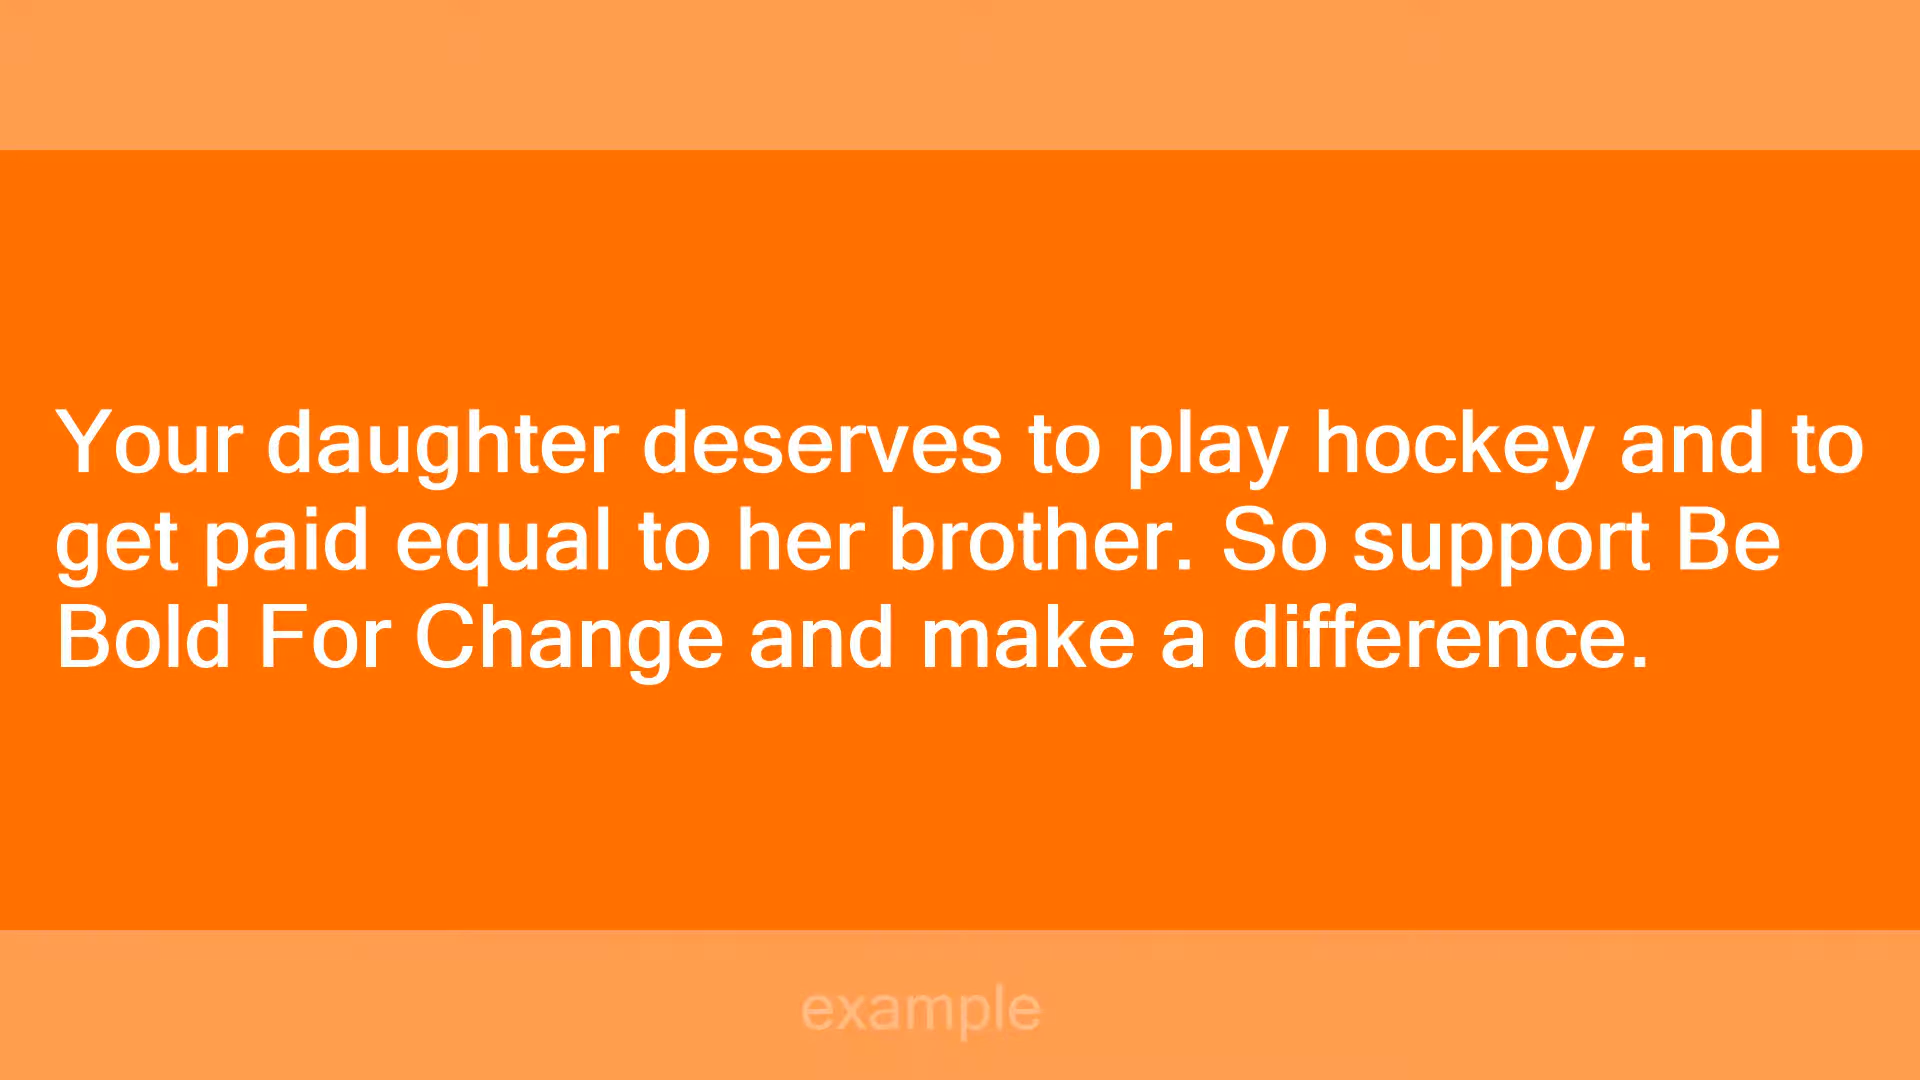 Your daughter deserves to play hockey and to
get paid equal to her brother. So support Be
Bold For Change and make a difference.
example